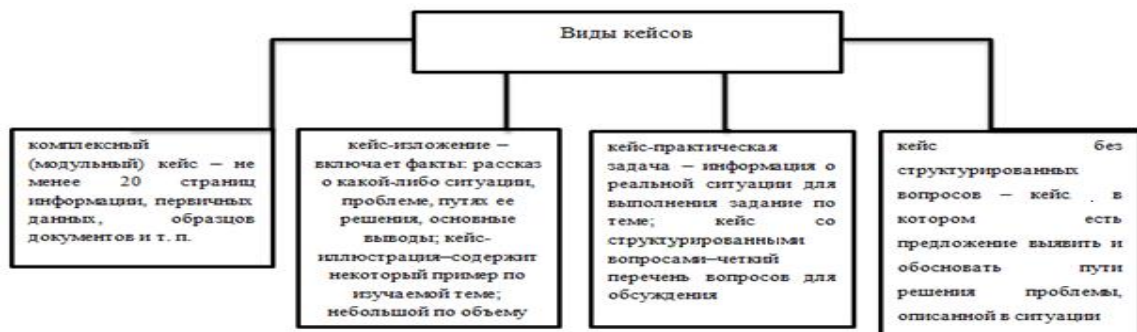 Виды кейсов
комплексный
(модульный) кейс – не
менее 20 страниц
информации, первичных
данных, образцов
документов и т. п.
кейс-изложение –
включает факты: рассказ
о какой-либо ситуации,
проблеме, путях ее
решения, основные
выводы; кейс-
иллюстрация–содержит
некоторый пример по
изучаемой теме;
небольшой по объему
кейс-практическая
задача – информация о
реальной ситуации для
выполнения задание по
теме; кейс со
структурированными
вопросами–четкий
перечень вопросов для
обсуждения
кейс без
структурированных
вопросов – кейс, в
котором есть
предложение выявить и
обосновать пути
решения проблемы,
описанной в ситуации